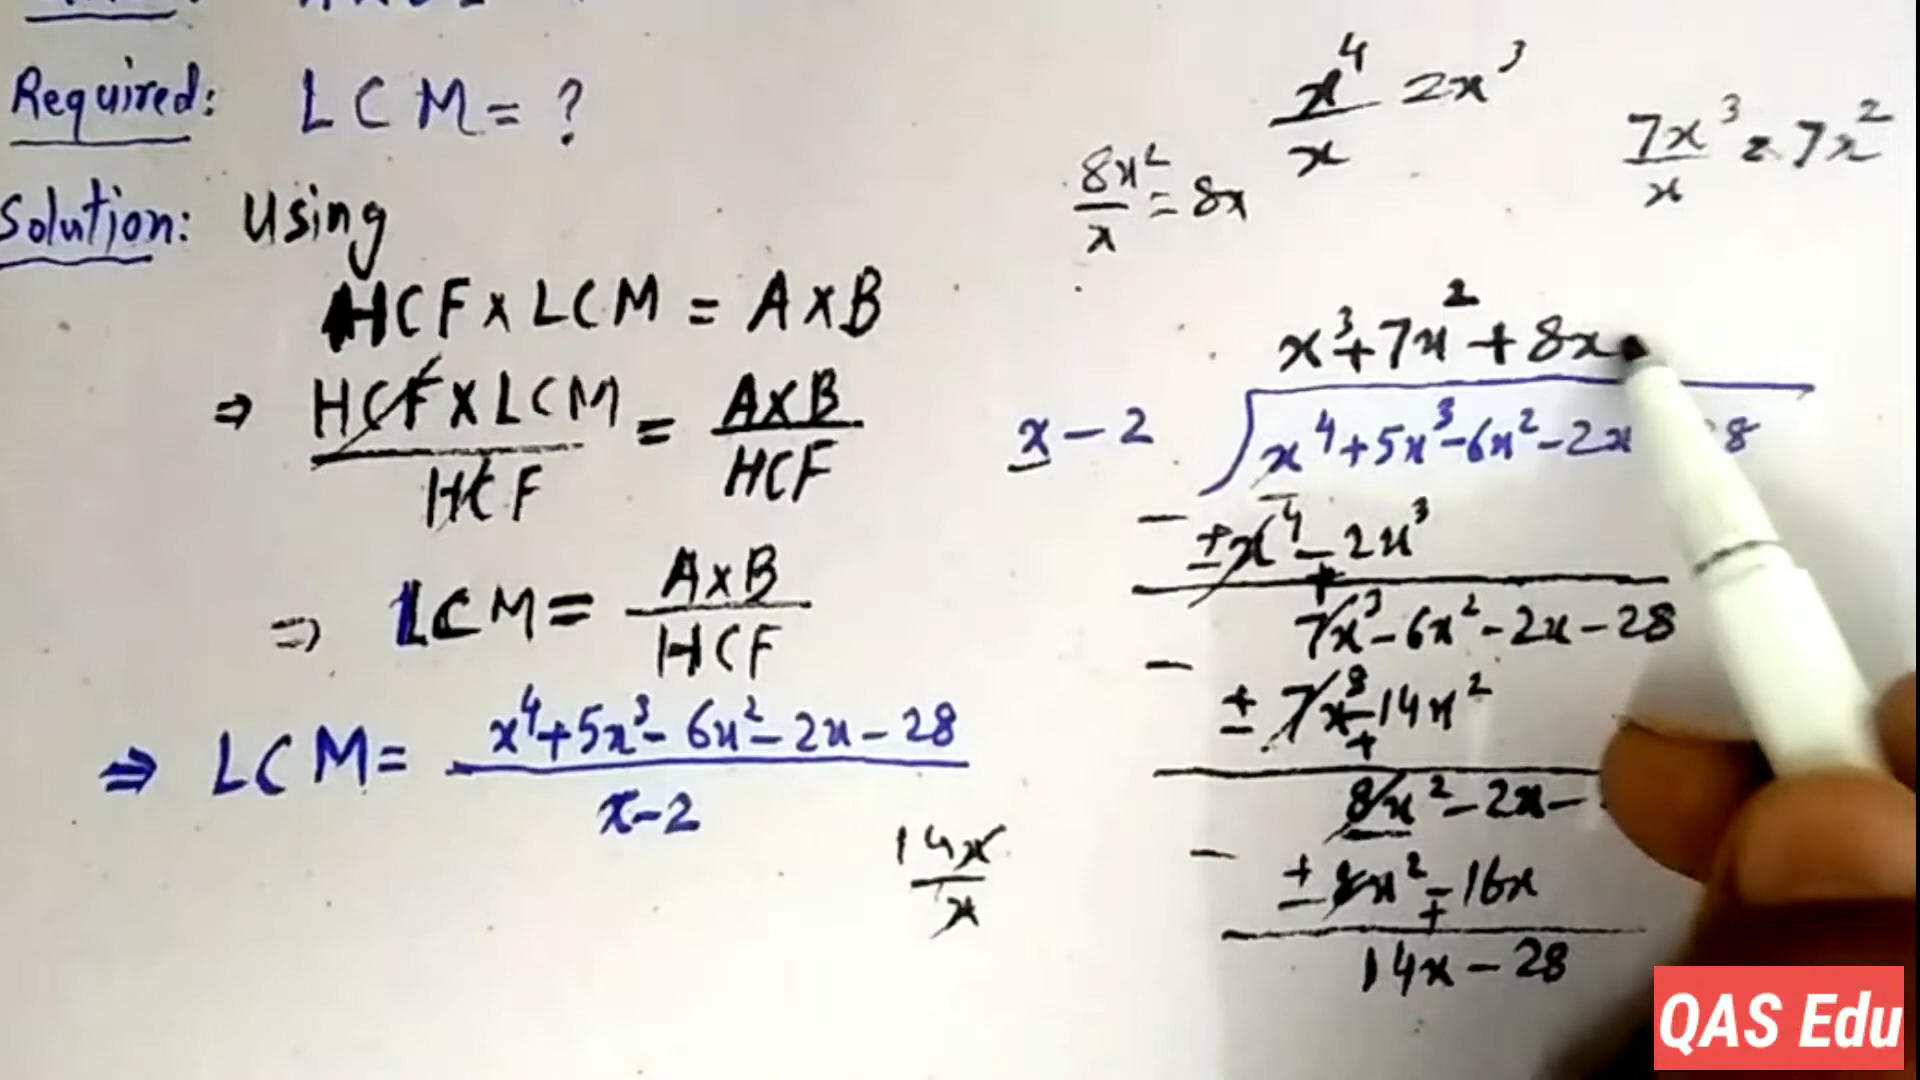 Required: LCM = ?
Solution: Using
HCF x LCM = A x B
⇒ HCF x LCM / HCF = A x B / HCF
⇒ LCM = A x B / HCF
⇒ LCM = x⁴+5x³-6x²-2x-28 / x-2
14x / x
x⁴ / x 2x³
8x² / x = 8x
7x³ / x = 7x²
x³+7x²+8x
x-2
x⁴+5x³-6x²-2x 8
- ±x⁴-2x³
+
7x³-6x²-2x-28
- ± 7x³-14x²
+
8x²-2x-
- ± 8x²-16x
+
14x-28
QAS Edu